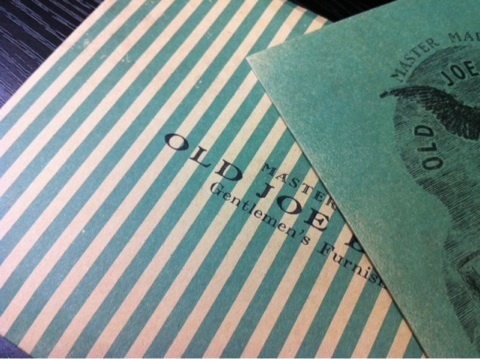 MASTER
OLD JOE
Gentlemen's Furnis
MASTER MA
OLD JOE